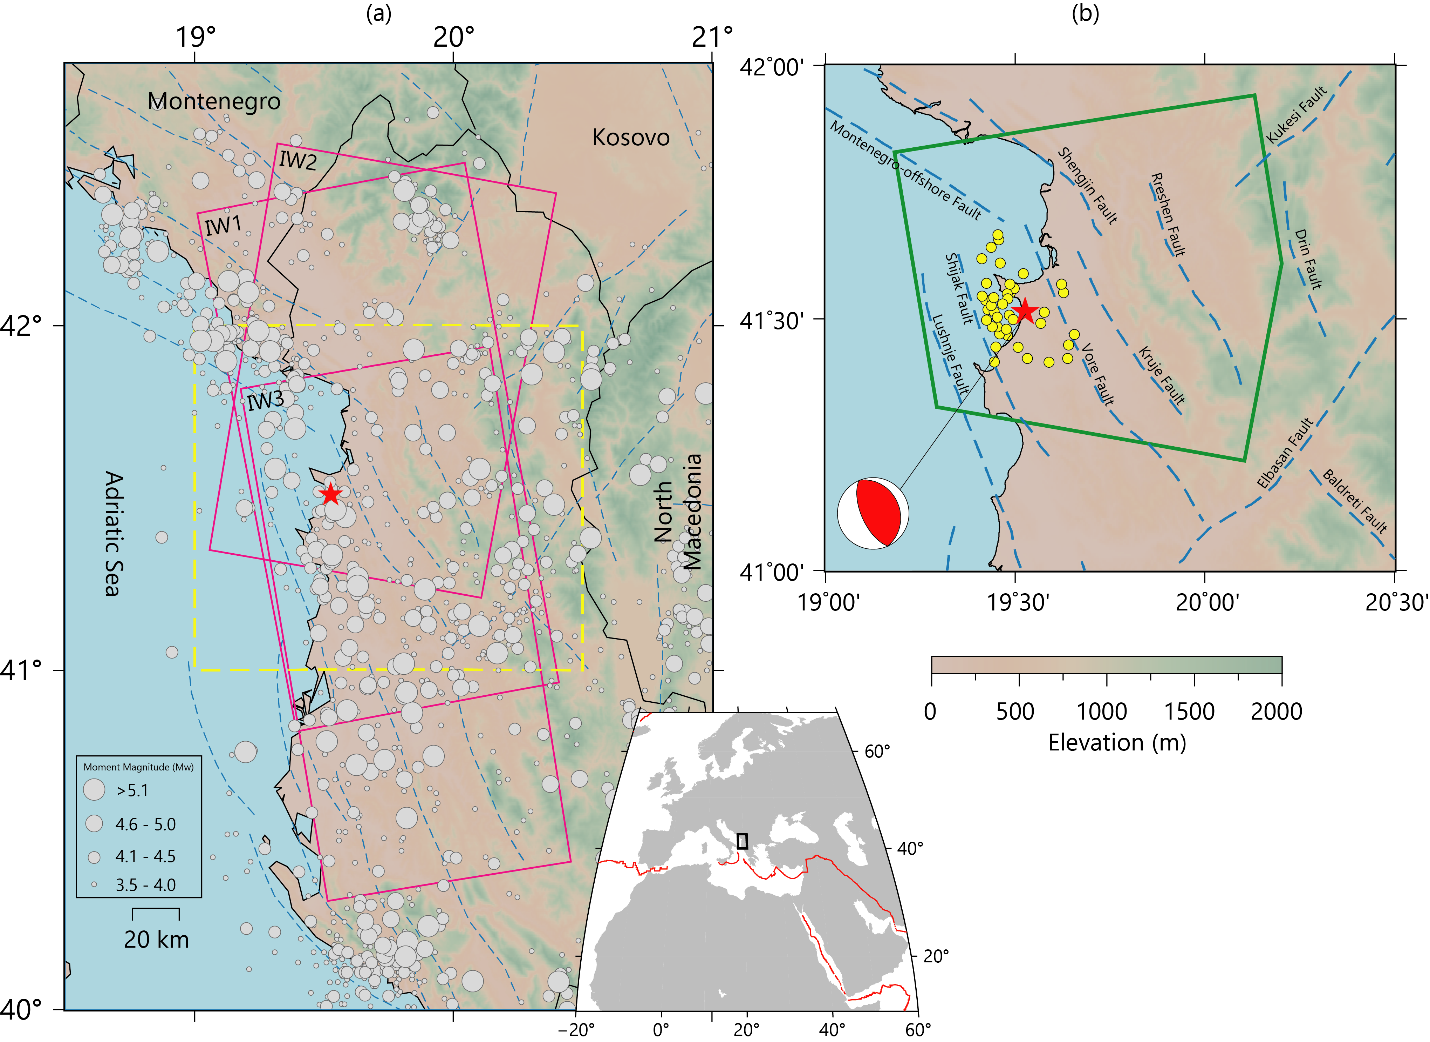 (a)
19°
20°
21°
42°
41°
40°
Montenegro
Kosovo
IW2
IW1
IW3
Adriatic Sea
North
Macedonia
Moment Magnitude (Mw)
>5.1
4.6 - 5.0
4.1 - 4.5
3.5 - 4.0
20 km
60°
40°
20°
−20°
0°
20°
40°
60°
(b)
42°00'
41°30'
41°00'
19°00'
19°30'
20°00'
20°30'
Montenegro-offshore Fault
Shengjin Fault
Rreshen Fault
Kukesi Fault
Drin Fault
Shijak Fault
Lushnje Fault
Vore Fault
Kruje Fault
Elbasan Fault
Baldreti Fault
0
500
1000
1500
2000
Elevation (m)